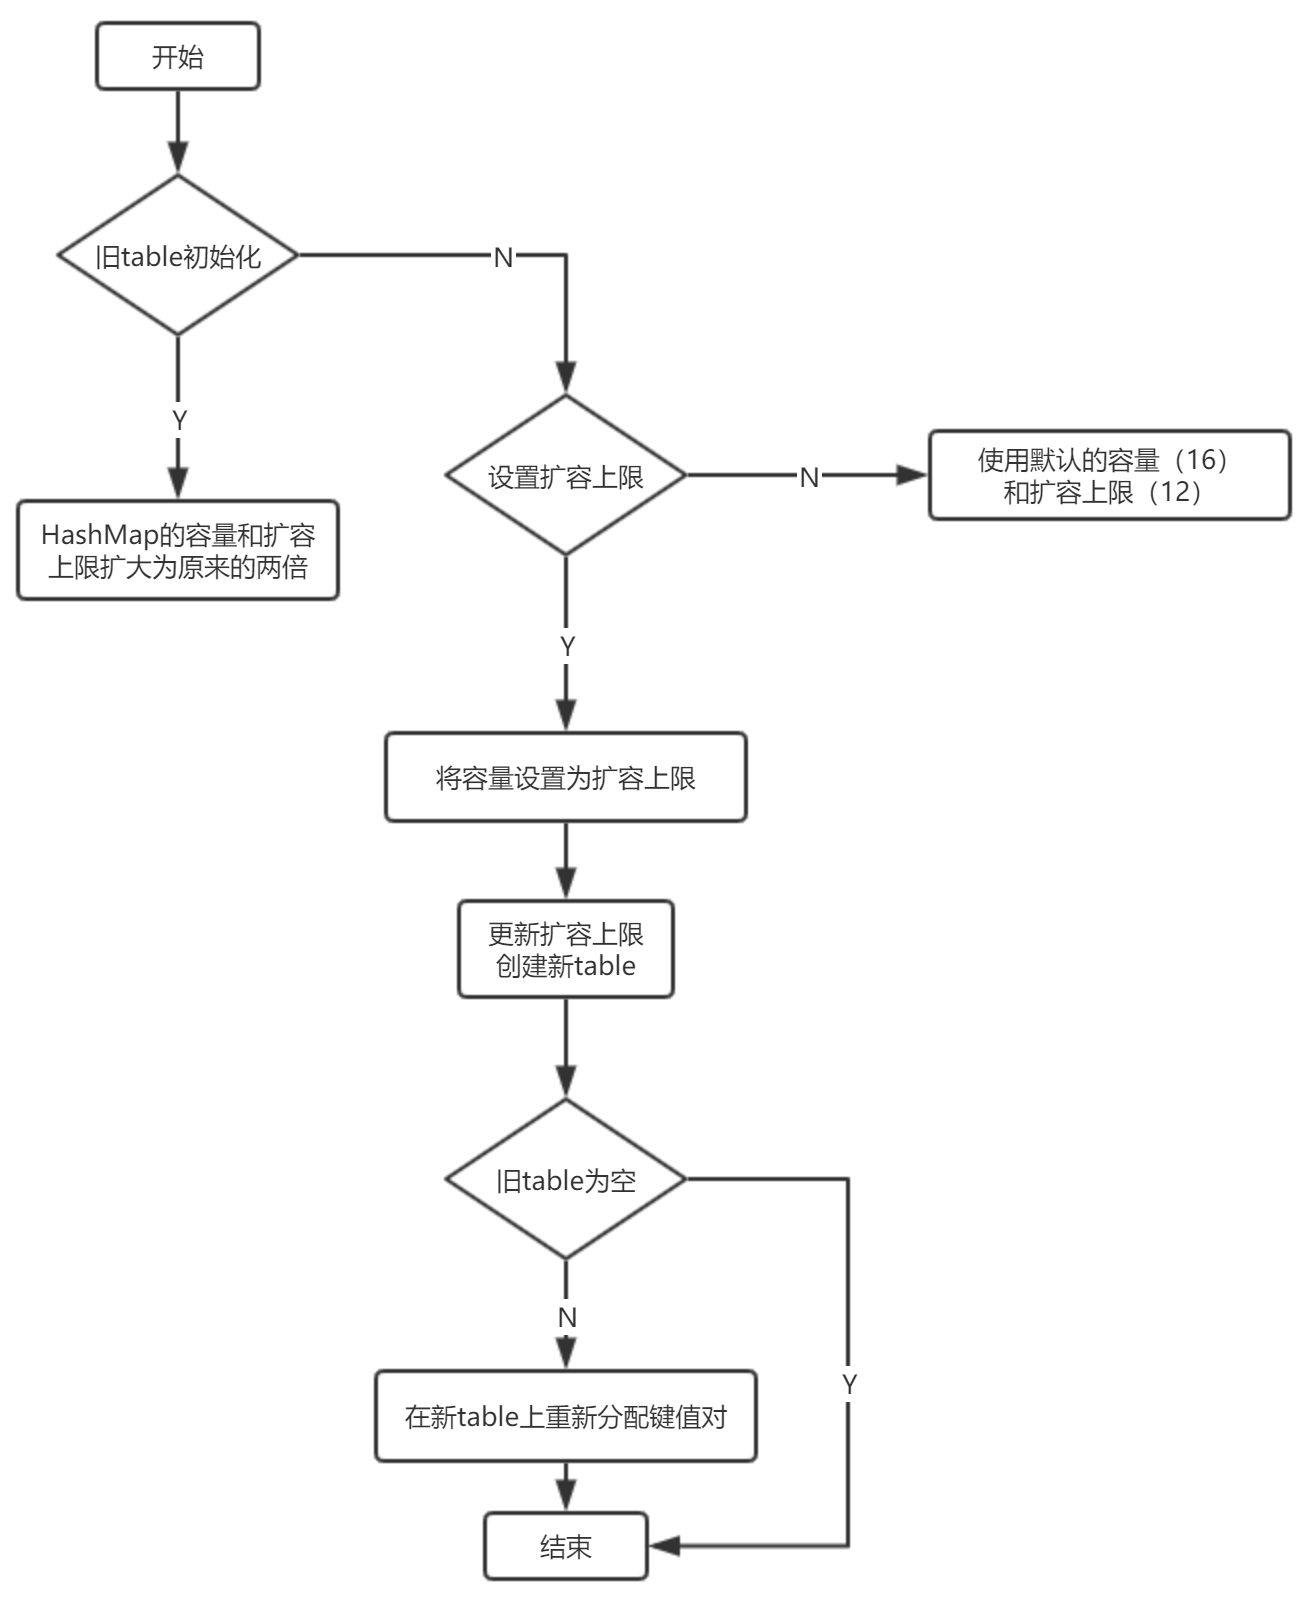 开始
旧table初始化
N
Y
HashMap的容量和扩容
上限扩大为原来的两倍
设置扩容上限
N
使用默认的容量（16）
和扩容上限（12）
Y
将容量设置为扩容上限
更新扩容上限
创建新table
旧table为空
N
Y
在新table上重新分配键值对
结束